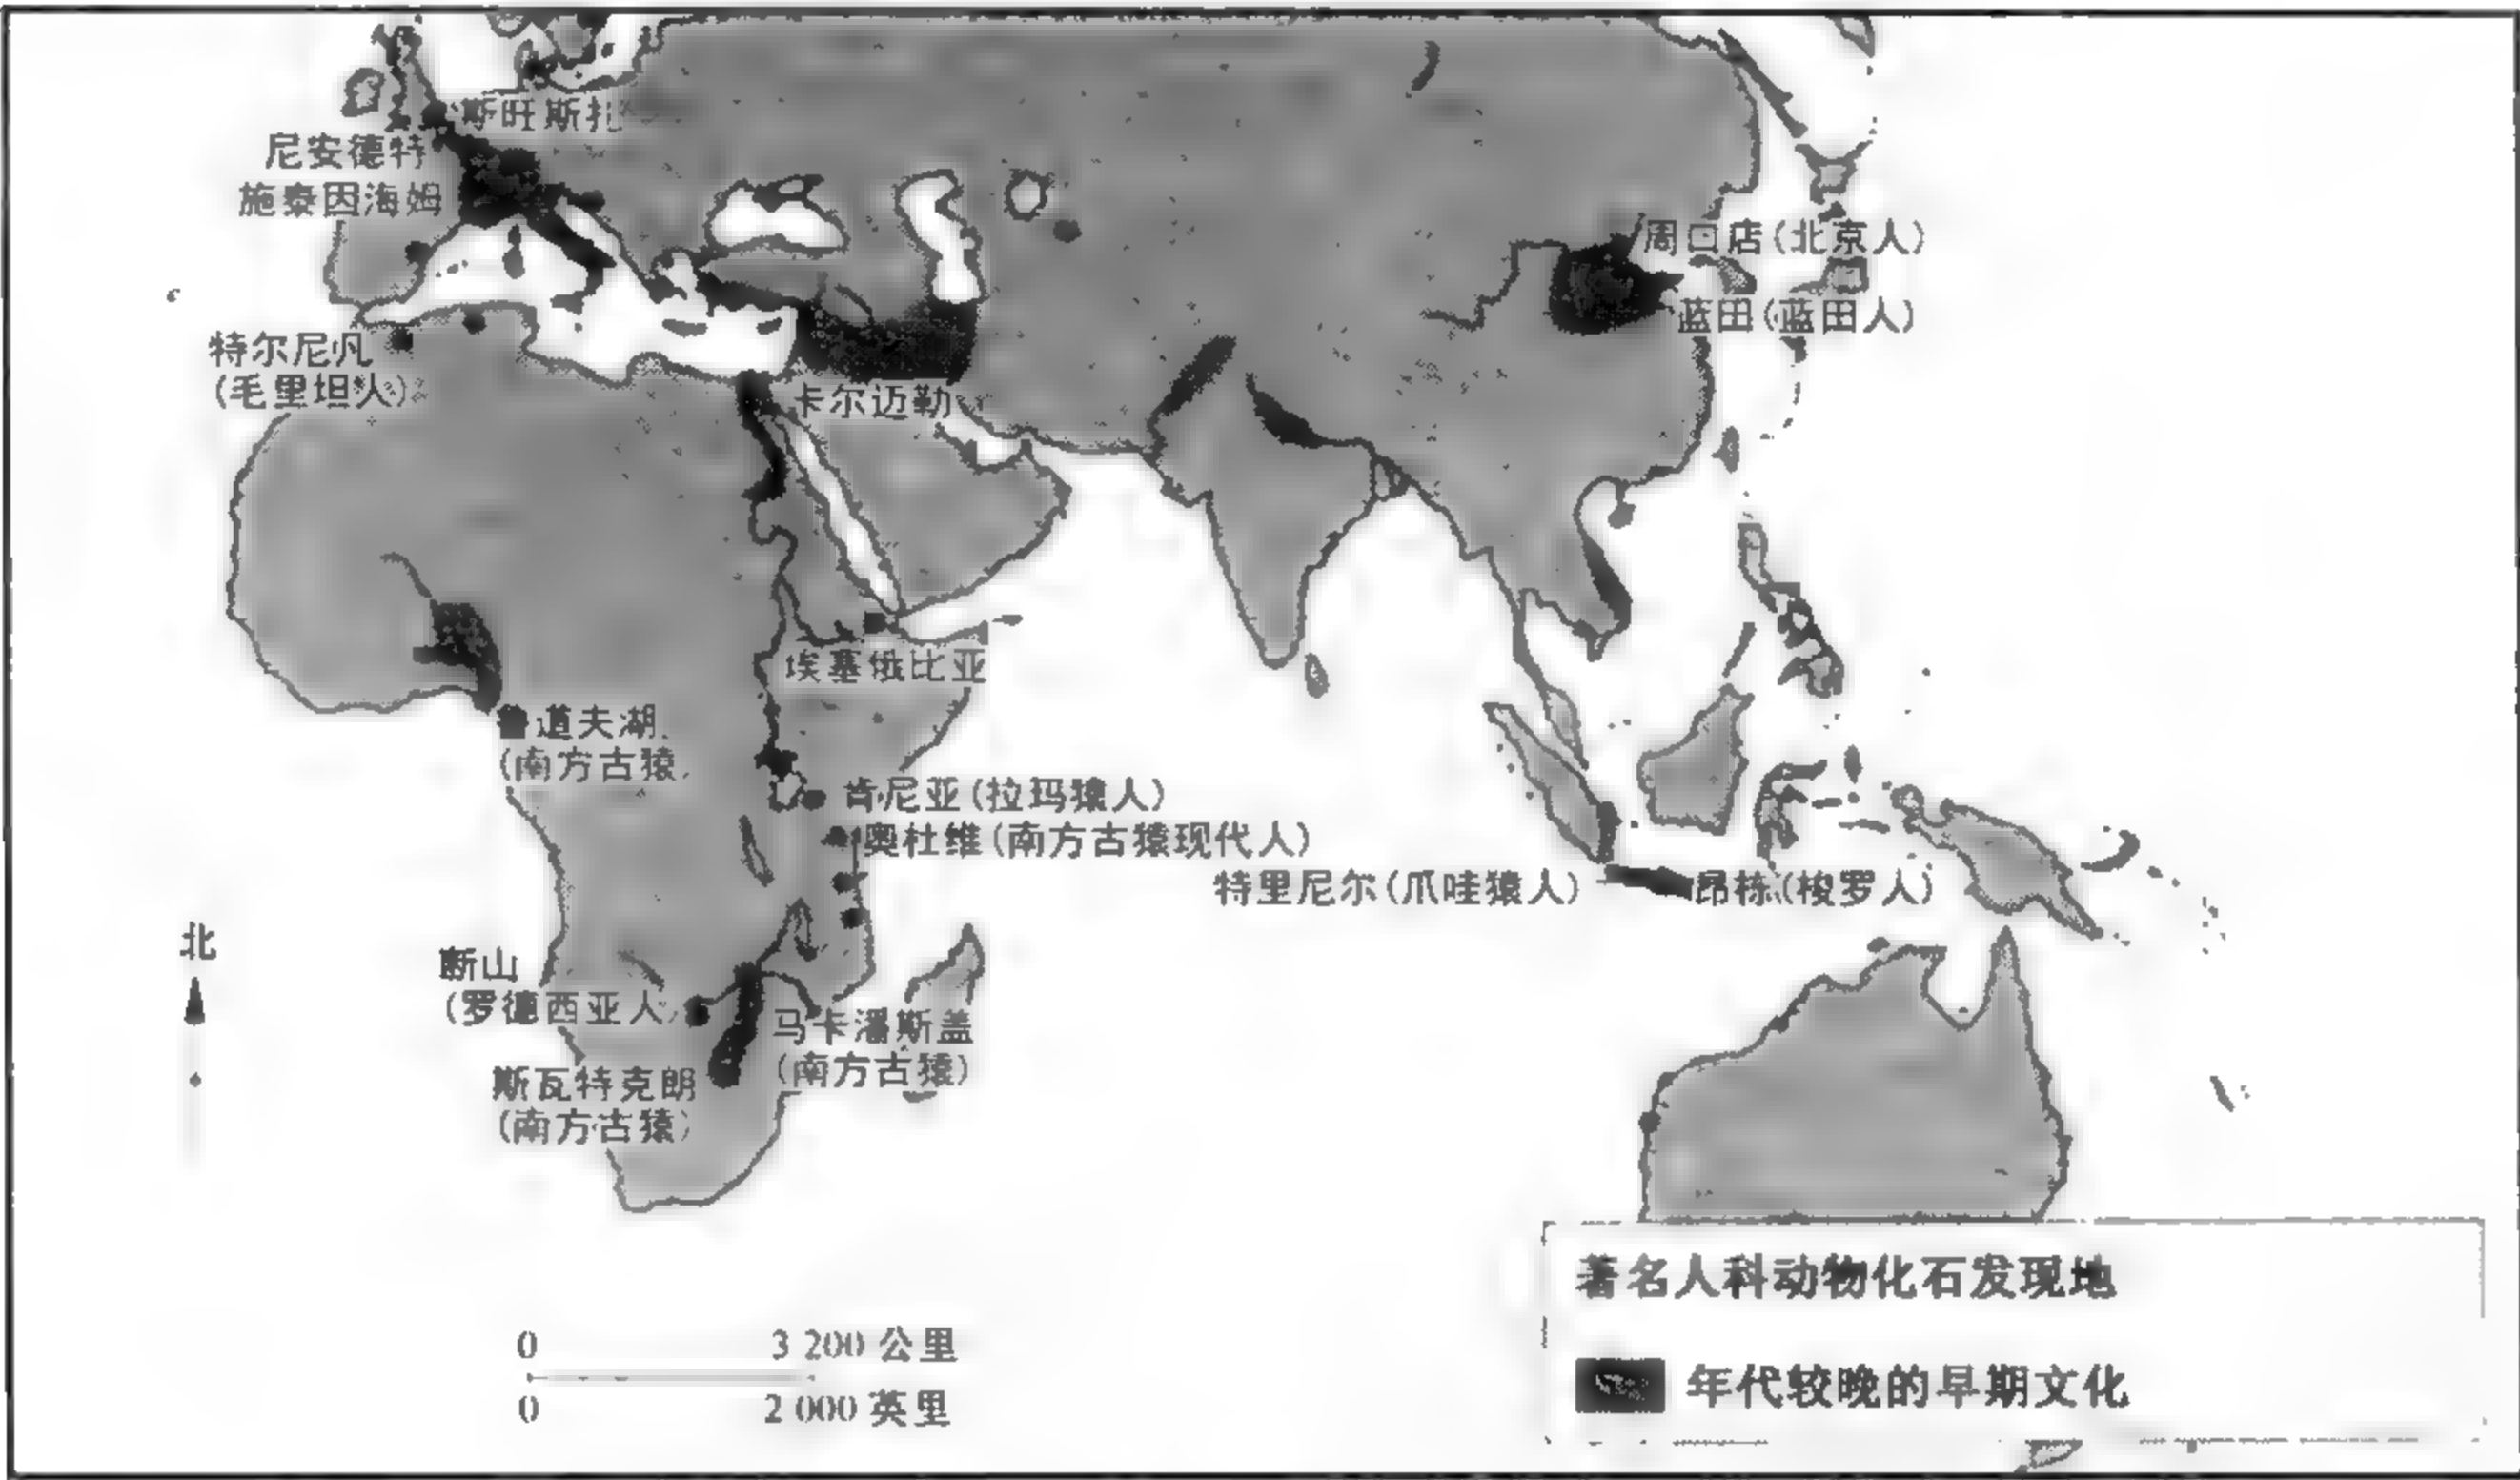 斯旺斯扎
尼安德特
施泰因海姆
周口店(北京人)
蓝田(蓝田人)
特尔尼凡
(毛里坦人)
卡尔迈勒
埃塞俄比亚
鲁道夫湖
(南方古猿)
肯尼亚(拉玛猿人)
奥杜维(南方古猿现代人)
特里尼尔(爪哇猿人)
昂栋(梭罗人)
北
断山
(罗德西亚人)
马卡潘斯盖
(南方古猿)
斯瓦特克朗
(南方古猿)
著名人科动物化石发现地
年代较晚的早期文化
0 3 200 公里
0 2 000 英里